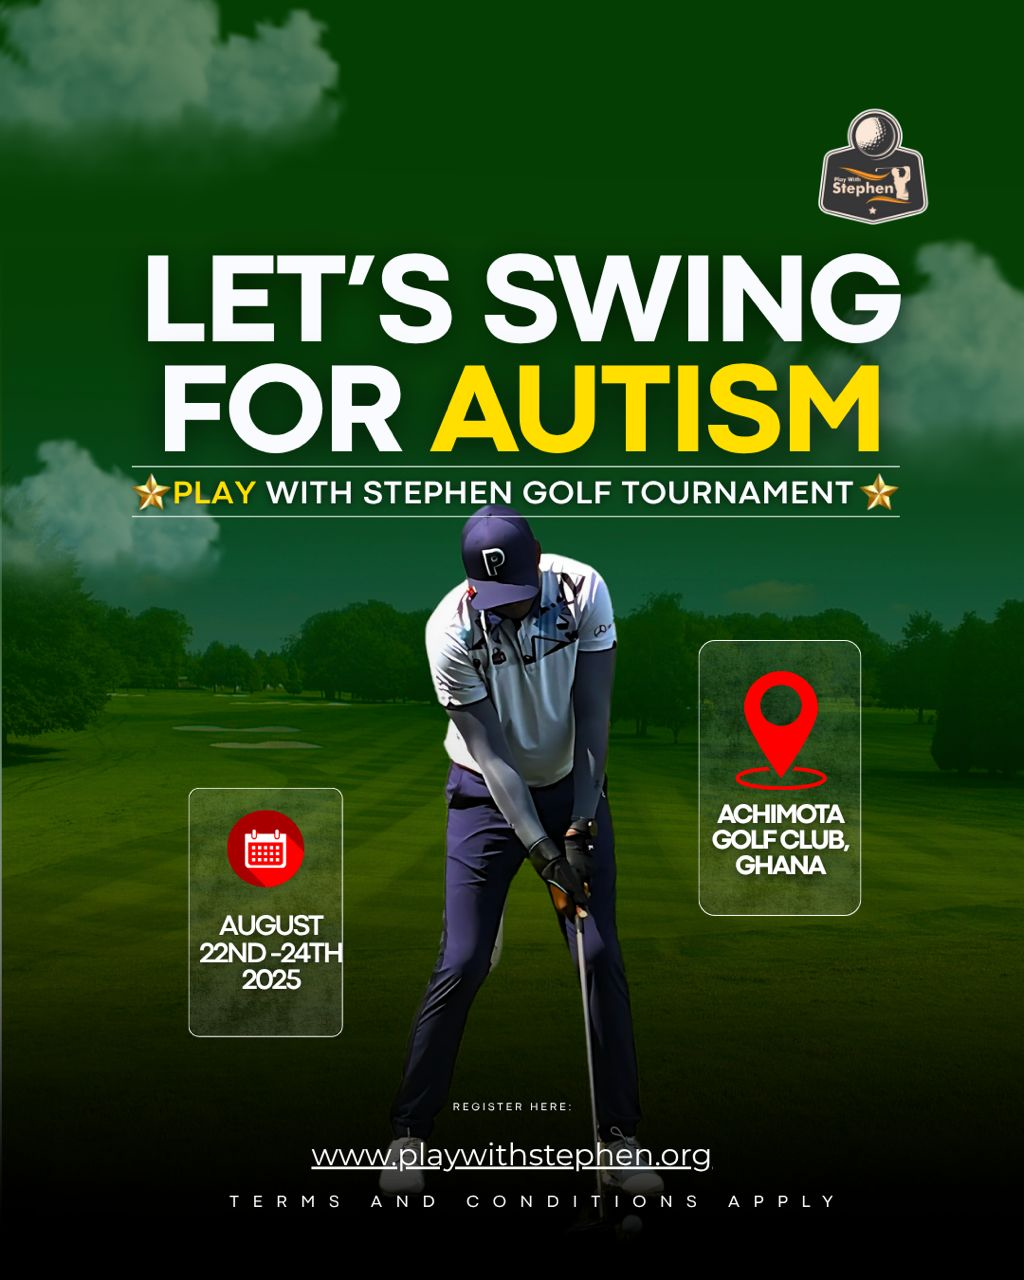 Play With
Stephen
LET'S SWING
FOR AUTISM
PLAY WITH STEPHEN GOLF TOURNAMENT
P
ACHIMOTA
GOLF CLUB,
GHANA
AUGUST
22ND -24TH
2025
REGISTER HERE:
www.playwithstephen.org
TERMS AND CONDITIONS APPLY